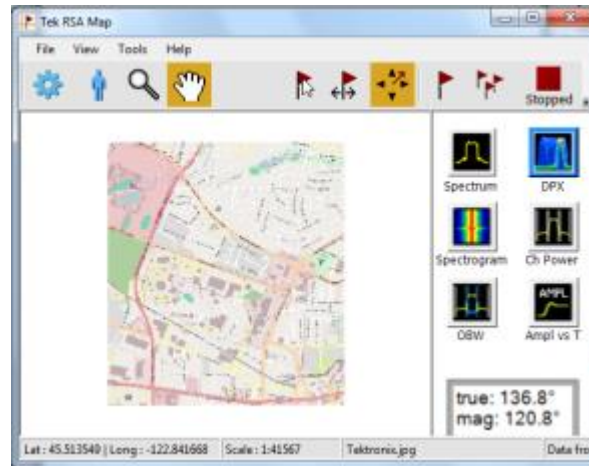 Tek RSA Map
File View Tools Help
Stopped
Spectrum DPX
Spectrogram Ch Power
AMPL
OBW Ampl vs T
true: 136.8°
mag: 120.8°
Lat : 45.513549 | Long : -122.841668 Scale : 1:41567 Tektronix.jpg Data fro